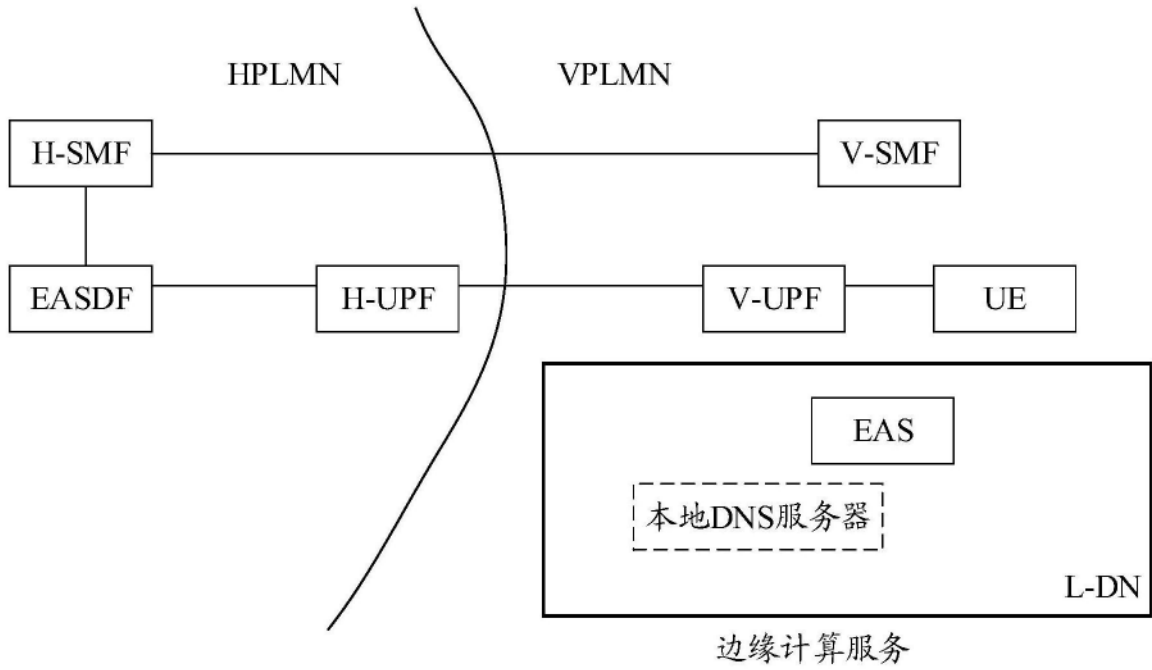 HPLMN
VPLMN
H-SMF
V-SMF
EASDF
H-UPF
V-UPF
UE
EAS
本地DNS服务器
L-DN
边缘计算服务